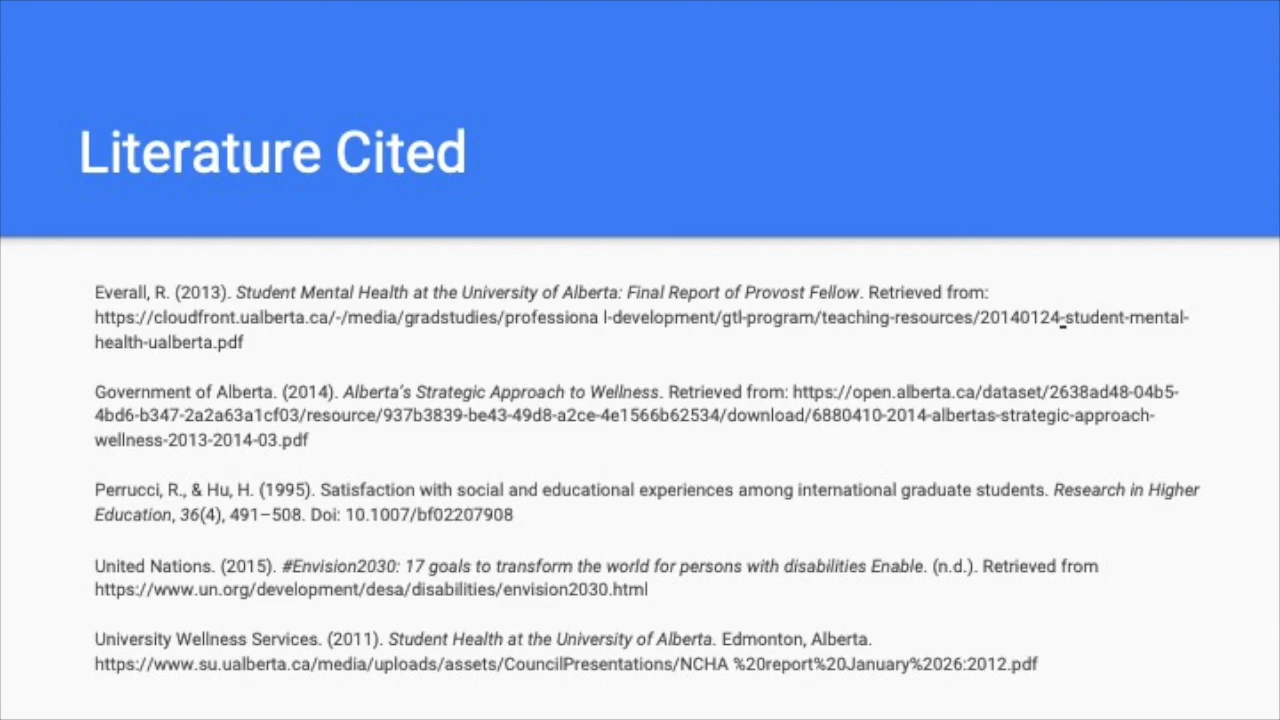 Literature Cited
Everall, R. (2013). Student Mental Health at the University of Alberta: Final Report of Provost Fellow. Retrieved from:
https://cloudfront.ualberta.ca/-/media/gradstudies/professiona l-development/gtl-program/teaching-resources/20140124-student-mental-
health-ualberta.pdf
Government of Alberta. (2014). Alberta's Strategic Approach to Wellness. Retrieved from: https://open.alberta.ca/dataset/2638ad48-04b5-
4bd6-b347-2a2a63a1cf03/resource/937b3839-be43-49d8-a2ce-4e1566b62534/download/6880410-2014-albertas-strategic-approach-
wellness-2013-2014-03.pdf
Perrucci, R., & Hu, H. (1995). Satisfaction with social and educational experiences among international graduate students. Research in Higher
Education, 36(4), 491–508. Doi: 10.1007/bf02207908
United Nations. (2015). #Envision2030: 17 goals to transform the world for persons with disabilities Enable. (n.d.). Retrieved from
https://www.un.org/development/desa/disabilities/envision2030.html
University Wellness Services. (2011). Student Health at the University of Alberta. Edmonton, Alberta.
https://www.su.ualberta.ca/media/uploads/assets/CouncilPresentations/NCHA %20report%20January%2026:2012.pdf